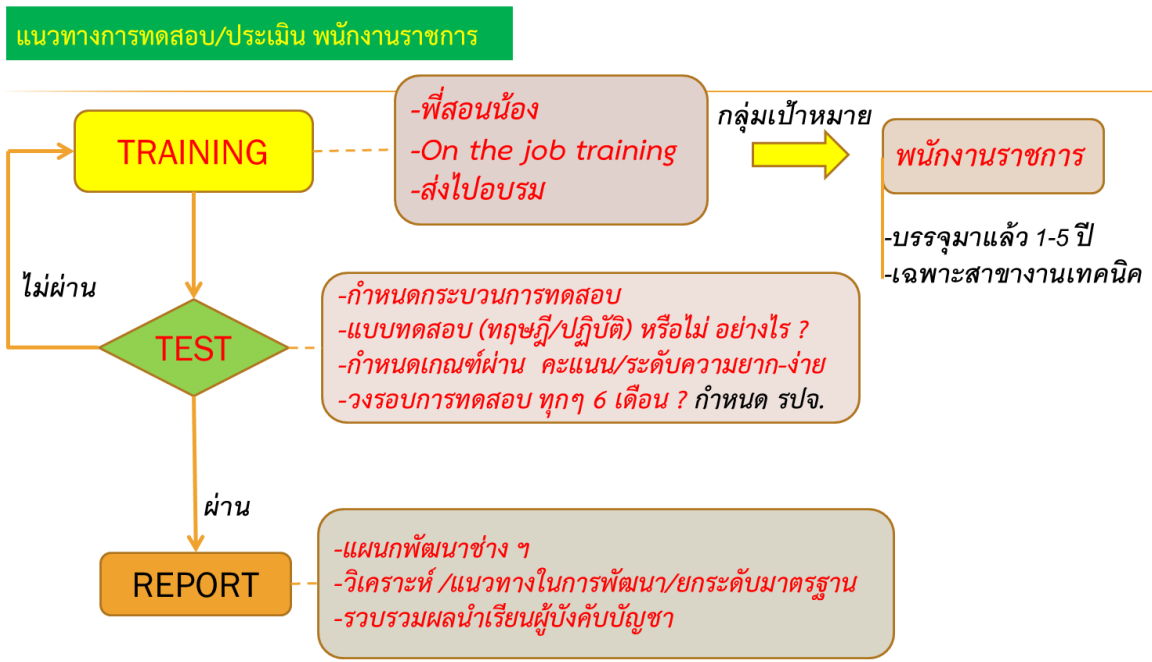 แนวทางการทดสอบ/ประเมิน พนักงานราชการ
TRAINING
-พี่สอนน้อง
-On the job training
-ส่งไปอบรม
กลุ่มเป้าหมาย
พนักงานราชการ
-บรรจุมาแล้ว 1-5 ปี
-เฉพาะสาขางานเทคนิค
ไม่ผ่าน
TEST
-กำหนดกระบวนการทดสอบ
-แบบทดสอบ (ทฤษฎี/ปฏิบัติ) หรือไม่ อย่างไร ?
-กำหนดเกณฑ์ผ่าน คะแนน/ระดับความยาก-ง่าย
-วงรอบการทดสอบ ทุกๆ 6 เดือน ? กำหนด รปจ.
ผ่าน
REPORT
-แผนกพัฒนาช่าง ฯ
-วิเคราะห์ /แนวทางในการพัฒนา/ยกระดับมาตรฐาน
-รวบรวมผลนำเรียนผู้บังคับบัญชา